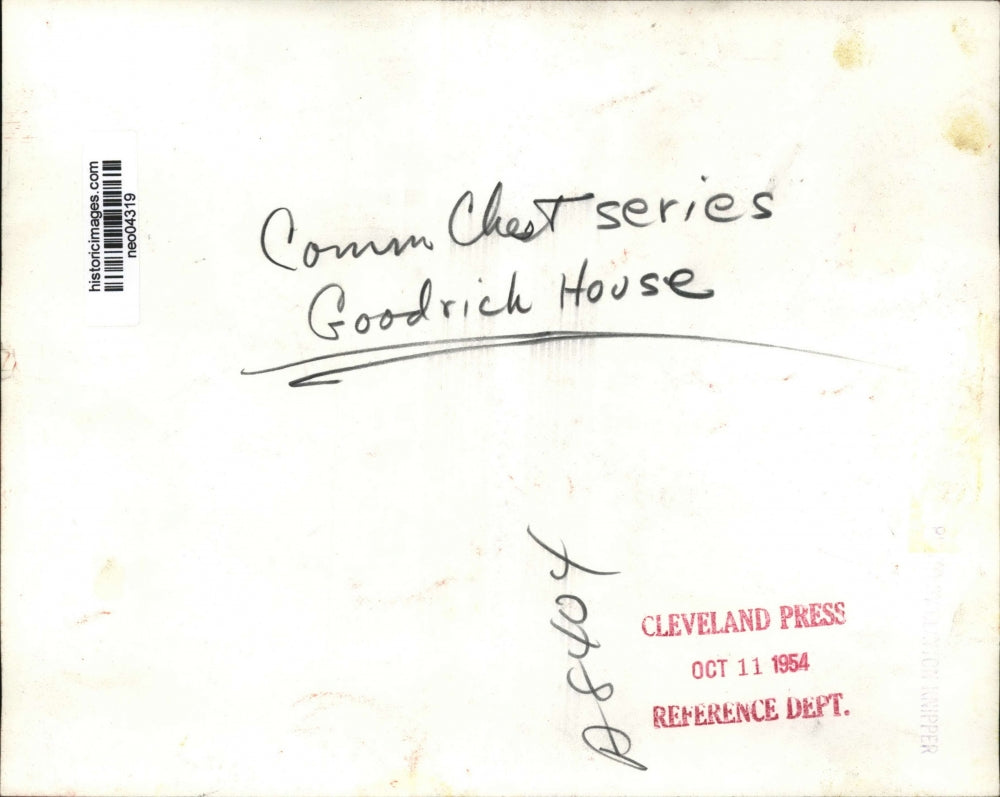 historicimages.com
neo04319
Comm Chest series
Goodrich House
CLEVELAND PRESS
OCT 11 1954
REFERENCE DEPT.